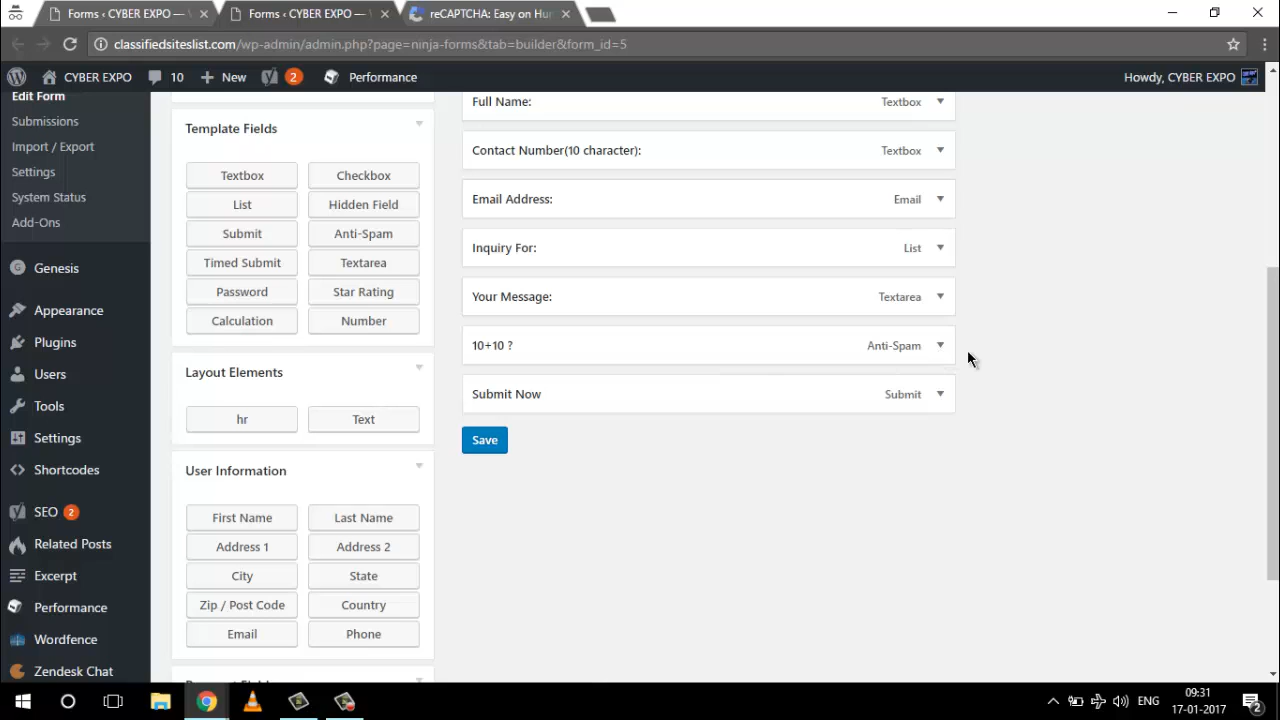 Forms ‹ CYBER EXPO —
Forms ‹ CYBER EXPO —
reCAPTCHA: Easy on Hu
classifiedsiteslist.com/wp-admin/admin.php?page=ninja-forms&tab=builder&form_id=5
CYBER EXPO 10 New 2 Performance Howdy, CYBER EXPO
Edit Form
Submissions
Import / Export
Settings
System Status
Add-Ons
Genesis
Appearance
Plugins
Users
Tools
Settings
Shortcodes
SEO 2
Related Posts
Excerpt
Performance
Wordfence
Zendesk Chat
Template Fields
Textbox Checkbox
List Hidden Field
Submit Anti-Spam
Timed Submit Textarea
Password Star Rating
Calculation Number
Layout Elements
hr Text
User Information
First Name Last Name
Address 1 Address 2
City State
Zip / Post Code Country
Email Phone
Full Name: Textbox
Contact Number(10 character): Textbox
Email Address: Email
Inquiry For: List
Your Message: Textarea
10+10 ? Anti-Spam
Submit Now Submit
Save
ENG
09:31
17-01-2017
2